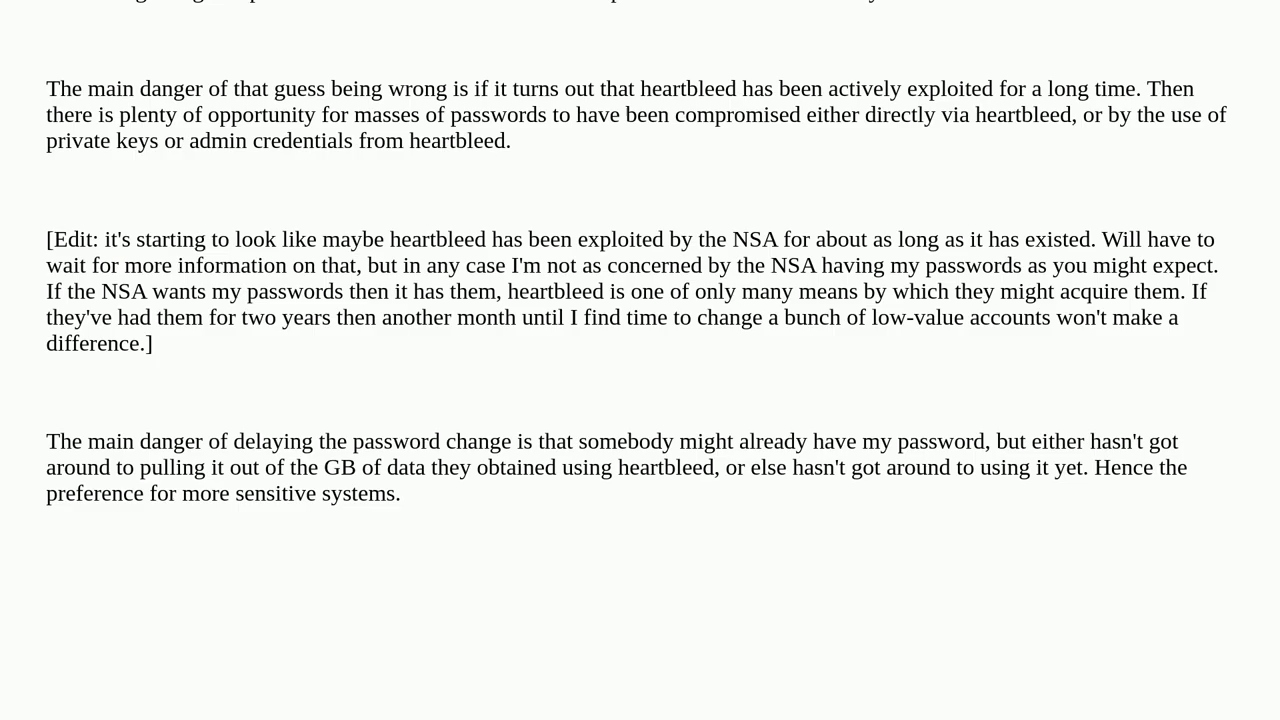 The main danger of that guess being wrong is if it turns out that heartbleed has been actively exploited for a long time. Then
there is plenty of opportunity for masses of passwords to have been compromised either directly via heartbleed, or by the use of
private keys or admin credentials from heartbleed.
[Edit: it's starting to look like maybe heartbleed has been exploited by the NSA for about as long as it has existed. Will have to
wait for more information on that, but in any case I'm not as concerned by the NSA having my passwords as you might expect.
If the NSA wants my passwords then it has them, heartbleed is one of only many means by which they might acquire them. If
they've had them for two years then another month until I find time to change a bunch of low-value accounts won't make a
difference.]
The main danger of delaying the password change is that somebody might already have my password, but either hasn't got
around to pulling it out of the GB of data they obtained using heartbleed, or else hasn't got around to using it yet. Hence the
preference for more sensitive systems.